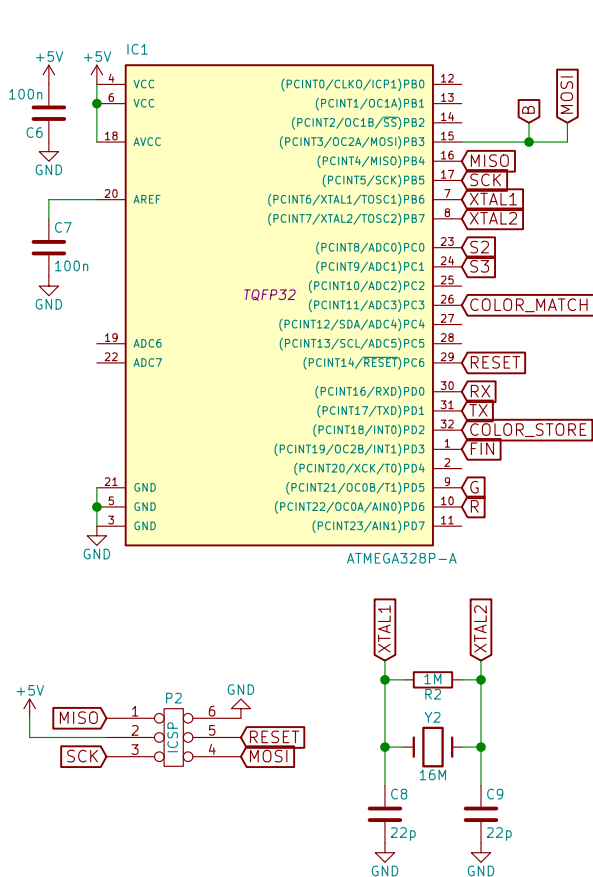 IC1
+5V
+5V
100n
C6
GND
4 VCC
6 VCC
18 AVCC
20 AREF
C7
100n
GND
19 ADC6
22 ADC7
21 GND
5 GND
3 GND
GND
TQFP32
(PCINT0/CLKO/ICP1)PB0 12
(PCINT1/OC1A)PB1 13
(PCINT2/OC1B/SS)PB2 14
(PCINT3/OC2A/MOSI)PB3 15
B
MOSI
(PCINT4/MISO)PB4 16 MISO
(PCINT5/SCK)PB5 17 SCK
(PCINT6/XTAL1/TOSC1)PB6 7 XTAL1
(PCINT7/XTAL2/TOSC2)PB7 8 XTAL2
(PCINT8/ADC0)PC0 23 S2
(PCINT9/ADC1)PC1 24 S3
(PCINT10/ADC2)PC2 25
(PCINT11/ADC3)PC3 26 COLOR_MATCH
(PCINT12/SDA/ADC4)PC4 27
(PCINT13/SCL/ADC5)PC5 28
(PCINT14/RESET)PC6 29 RESET
(PCINT16/RXD)PD0 30 RX
(PCINT17/TXD)PD1 31 TX
(PCINT18/INT0)PD2 32 COLOR_STORE
(PCINT19/OC2B/INT1)PD3 1 FIN
(PCINT20/XCK/T0)PD4 2
(PCINT21/OC0B/T1)PD5 9 G
(PCINT22/OC0A/AIN0)PD6 10 R
(PCINT23/AIN1)PD7 11
ATMEGA328P-A
+5V
P2
ICSP
GND
MISO 1
2
SCK 3
6
5 RESET
4 MOSI
XTAL1
XTAL2
1M
R2
Y2
16M
C8
22p
GND
C9
22p
GND